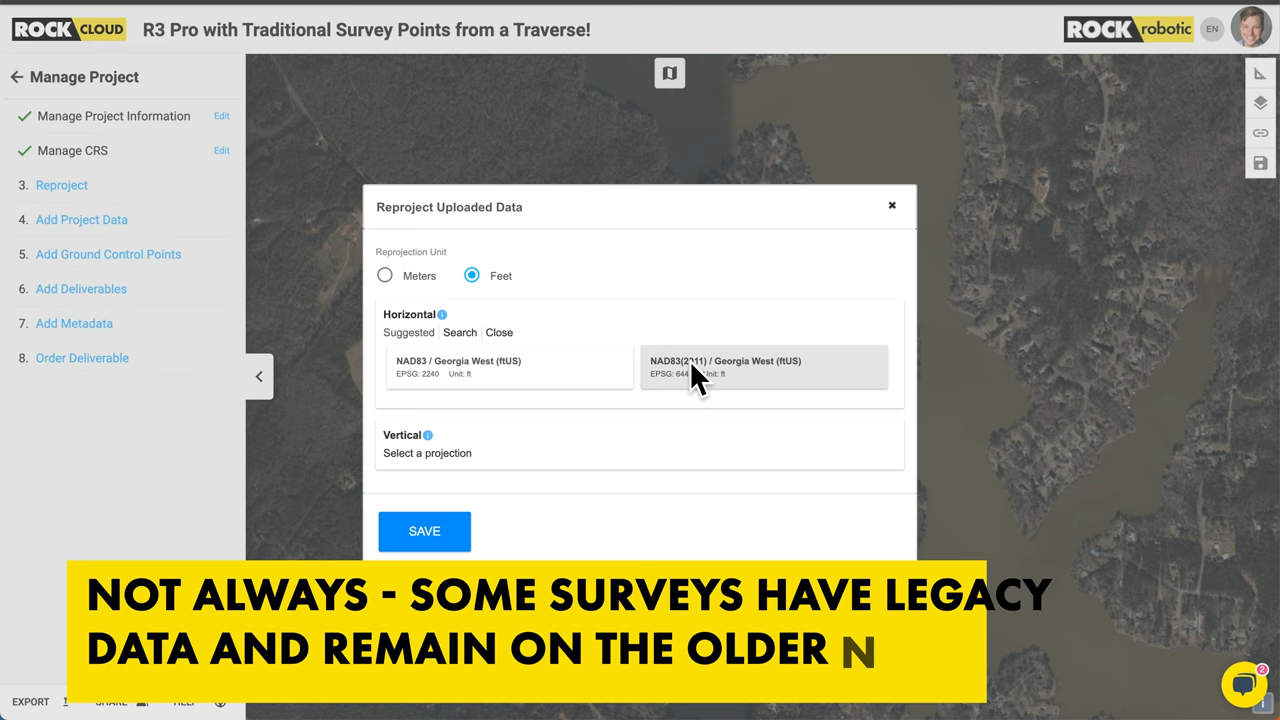 ROCK CLOUD
R3 Pro with Traditional Survey Points from a Traverse!
ROCK robotic
EN
Manage Project
Manage Project Information Edit
Manage CRS Edit
3. Reproject
4. Add Project Data
5. Add Ground Control Points
6. Add Deliverables
7. Add Metadata
8. Order Deliverable
Reproject Uploaded Data
Reprojection Unit
Meters Feet
Horizontal
Suggested Search Close
NAD83 / Georgia West (ftUS)
EPSG: 2240 Unit: ft
NAD83(2011) / Georgia West (ftUS)
EPSG: 644 Unit: ft
Vertical
Select a projection
SAVE
NOT ALWAYS - SOME SURVEYS HAVE LEGACY
DATA AND REMAIN ON THE OLDER N
EXPORT
2